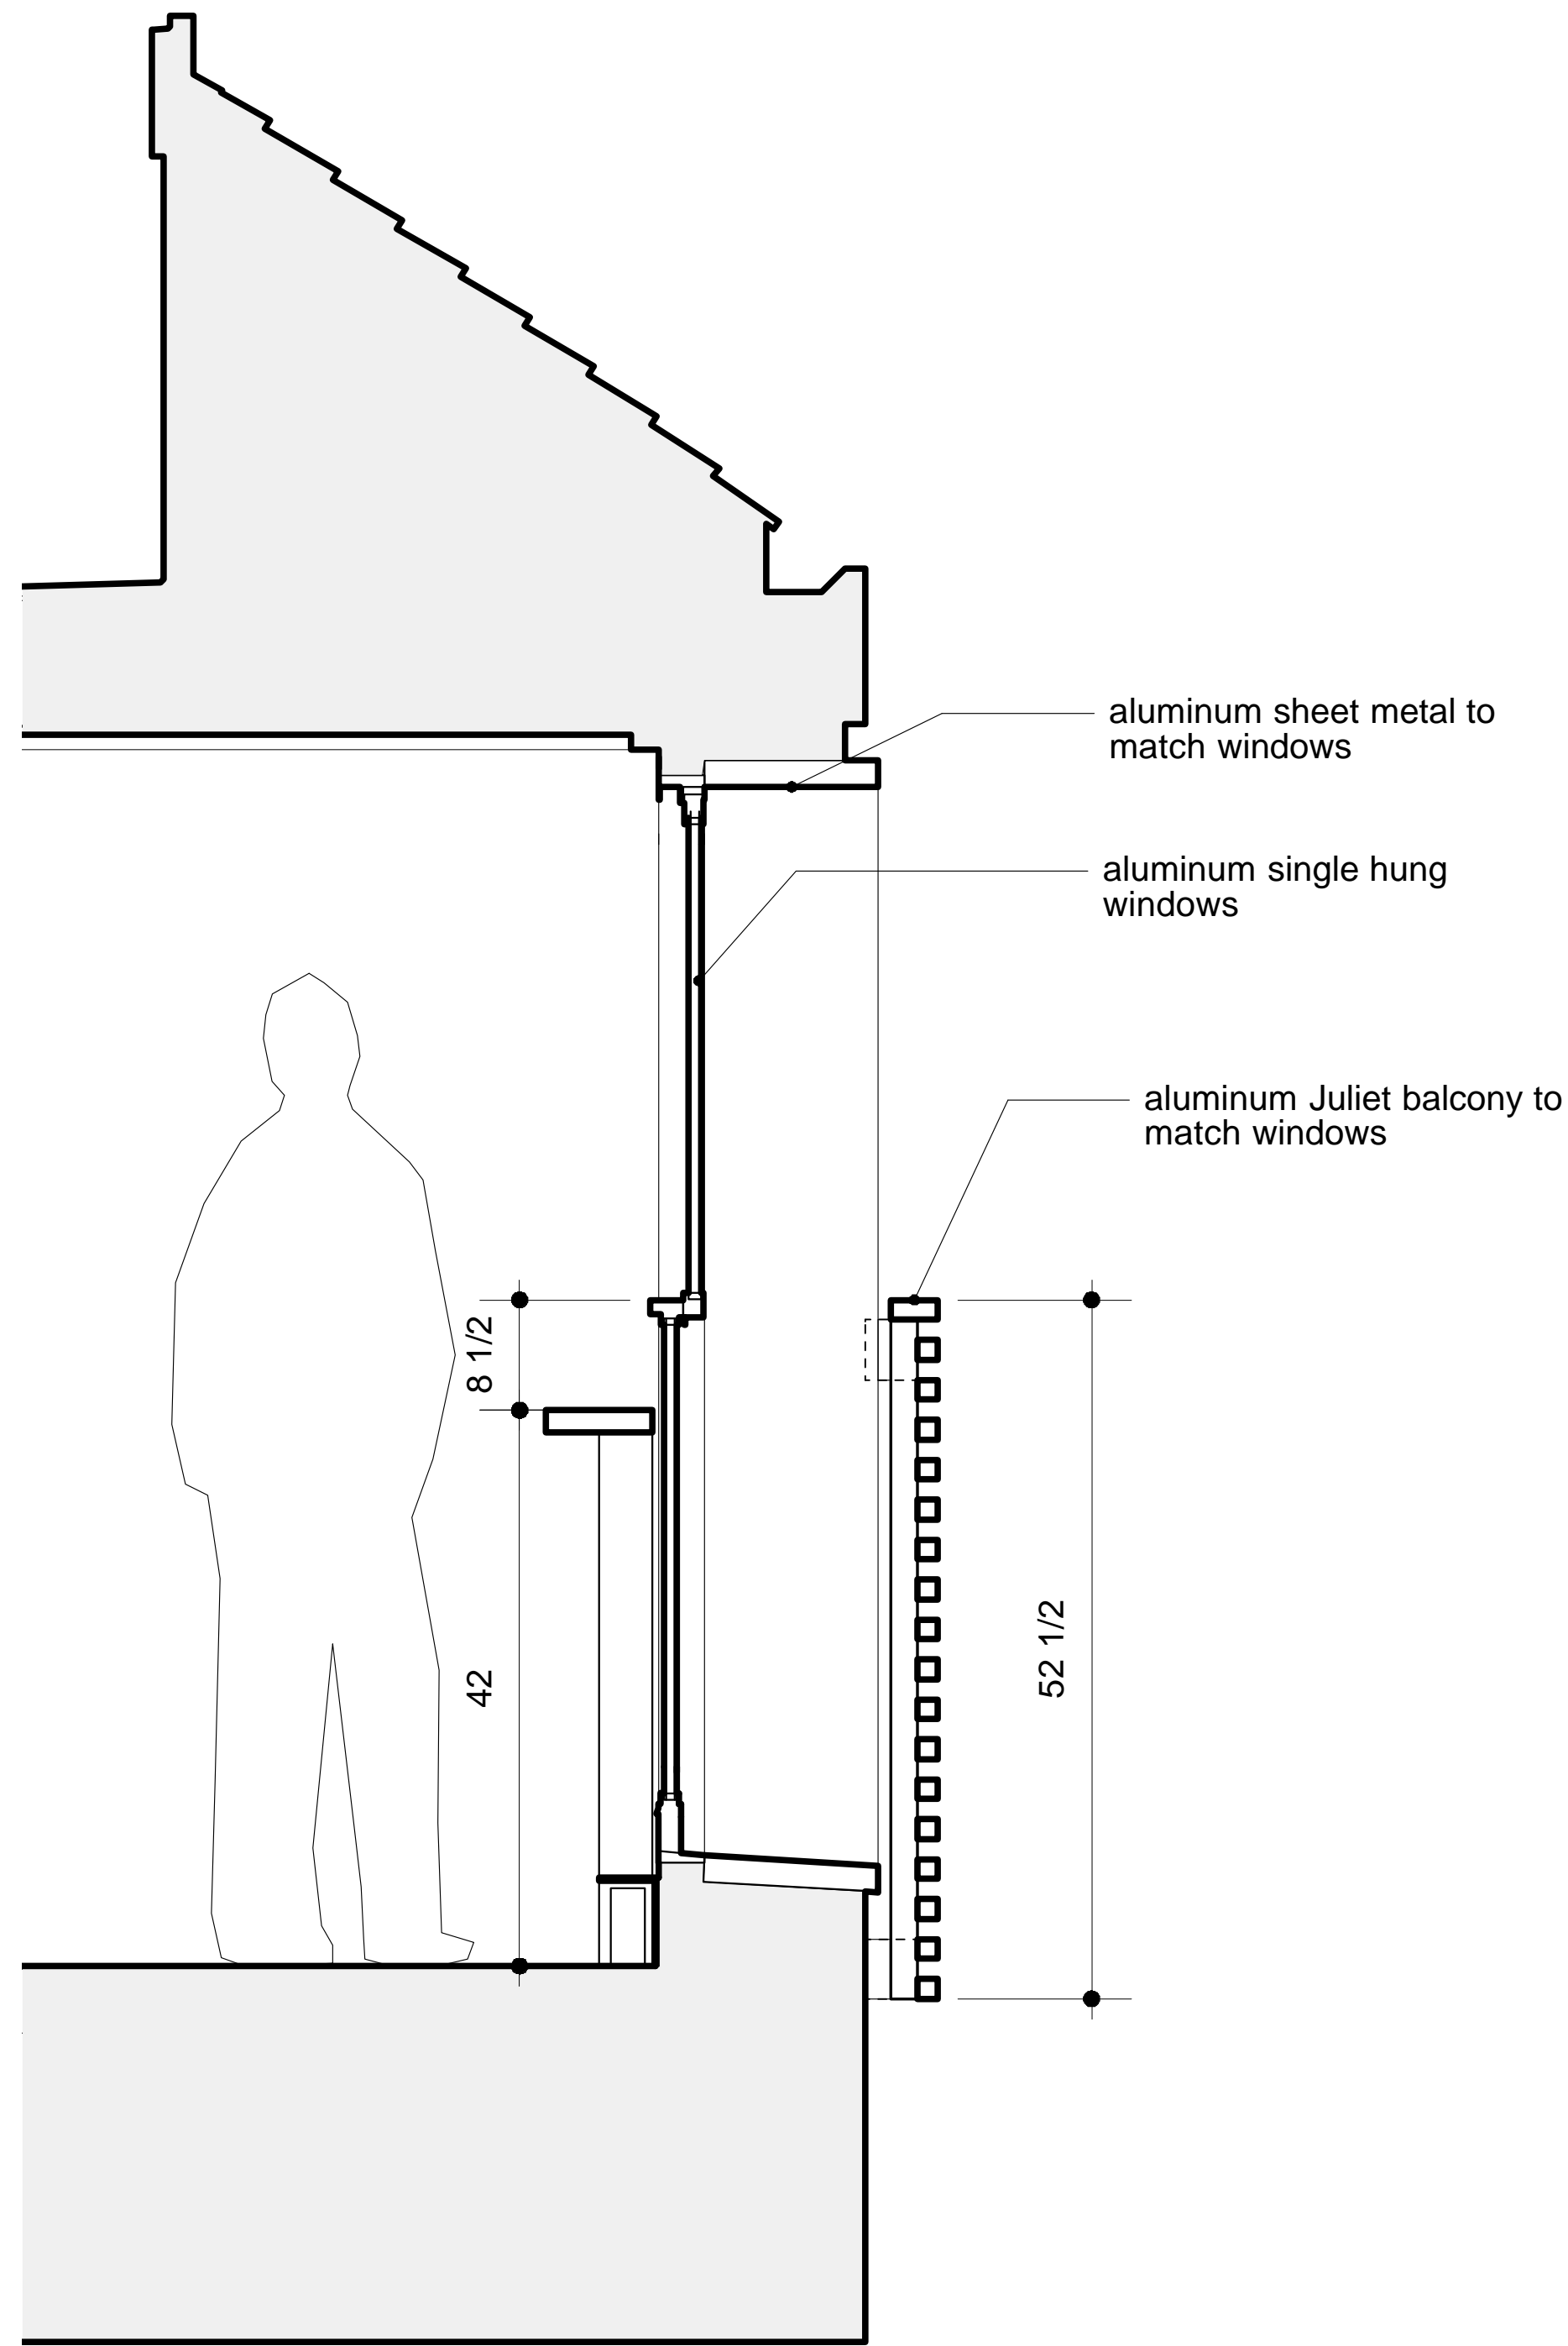 aluminum sheet metal to
match windows
aluminum single hung
windows
aluminum Juliet balcony to
match windows
8 1/2
42
52 1/2